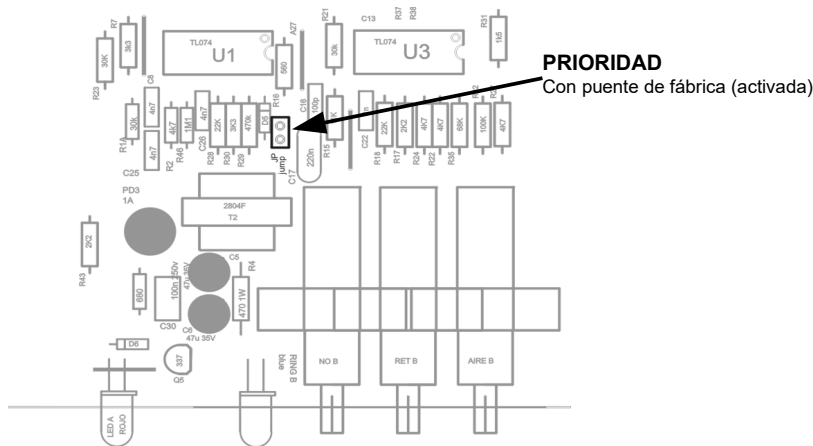 R7
3k3
30K
R23
TL074
U1
A27
560
R16
R21
30k
C13
R37
R38
TL074
U3
R31
1k5
PRIORIDAD
Con puente de fábrica (activada)
C8
4n7
30k
R1A
4n7
C25
4k7
R2
1M1
R46
4n7
C26
22K
R28
3K3
R30
470k
R29
D5
JP
jump
C16
100p
220n
C17
R15
C22
22K
R18
2K2
R17
4K7
R24
4K7
R22
68K
R35
100K
4K7
PD3
1A
2804F
T2
2K2
R43
680
100n 250v
C30
47u 35V
C5
C6
47u 35V
R4
470 1W
D6
337
Q5
RING B
blue
NO B
RET B
AIRE B
LED A
ROJO